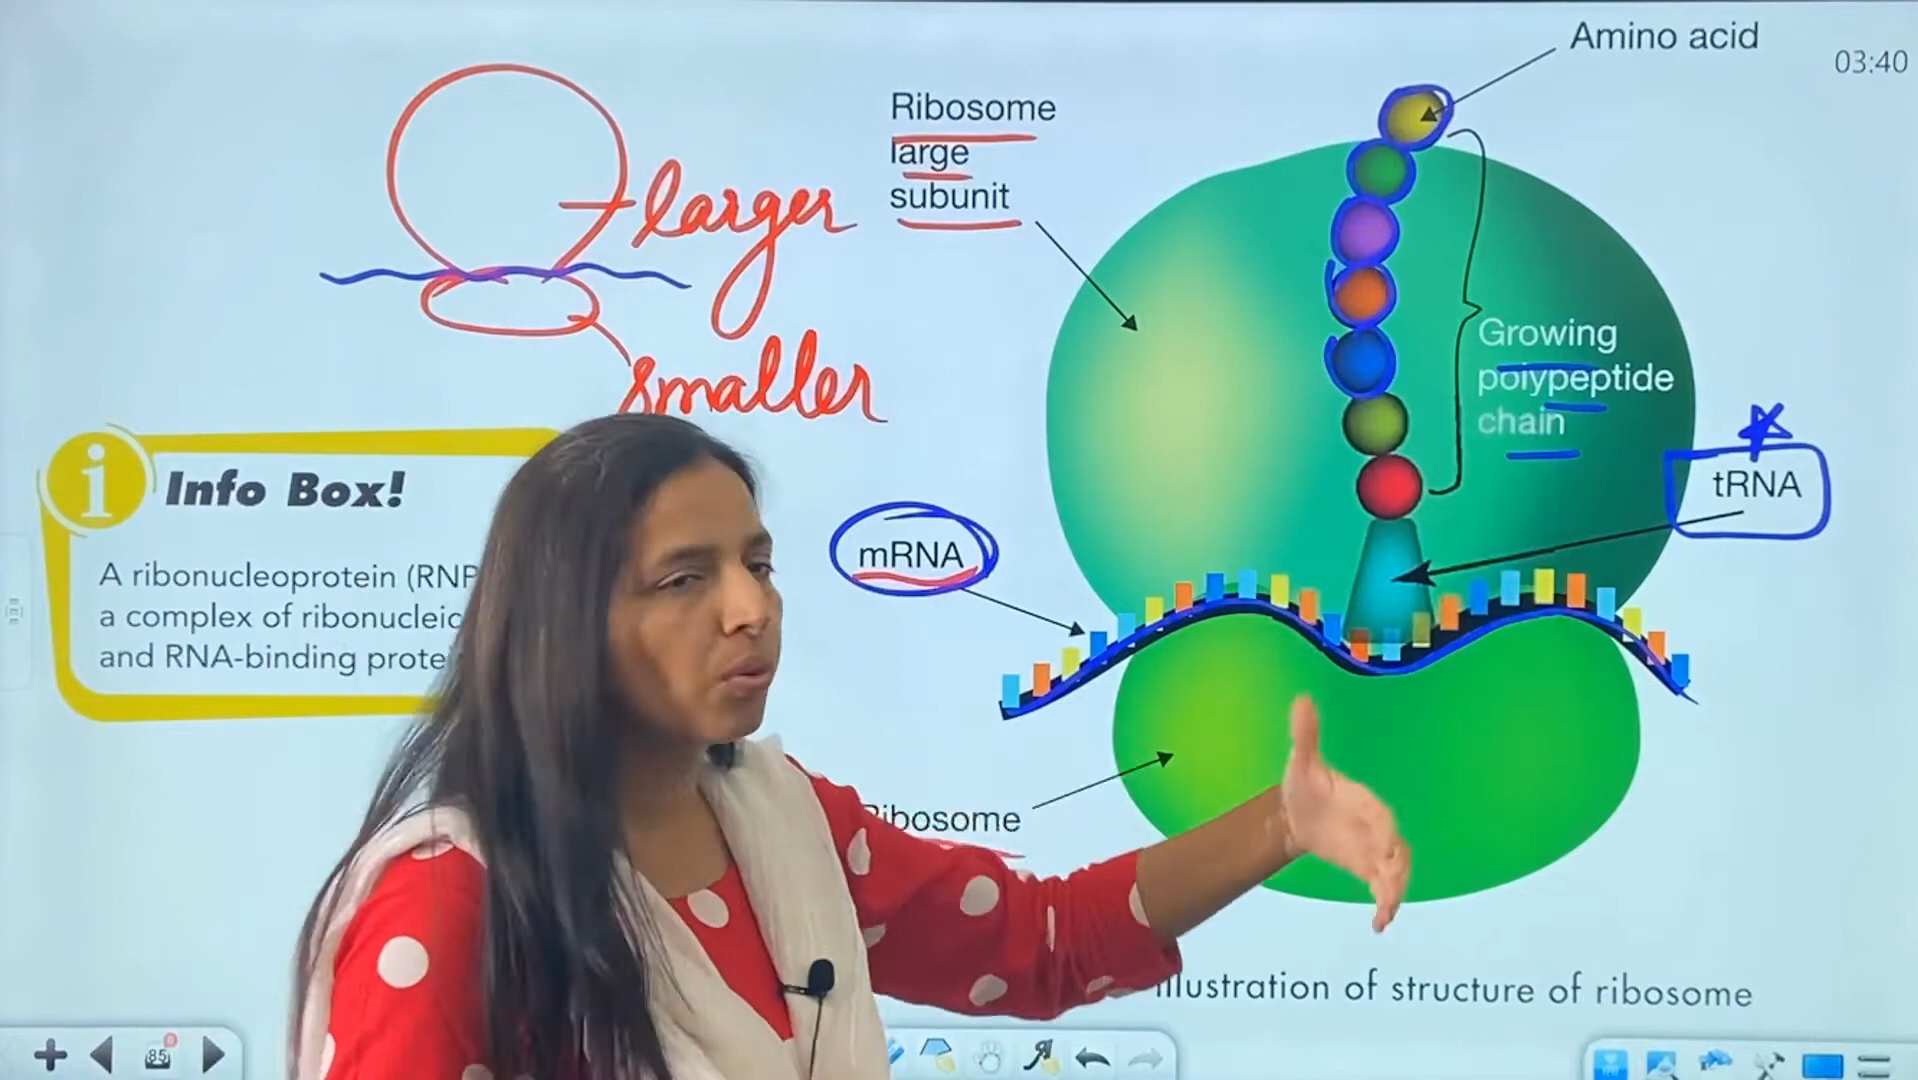 Amino acid
03:40
Ribosome
large
subunit
larger
smaller
Growing
polypeptide
chain
tRNA
mRNA
i
Info Box!
A ribonucleoprotein (RNP
a complex of ribonucleic
and RNA-binding
Ribosome
Illustration of structure of ribosome
85